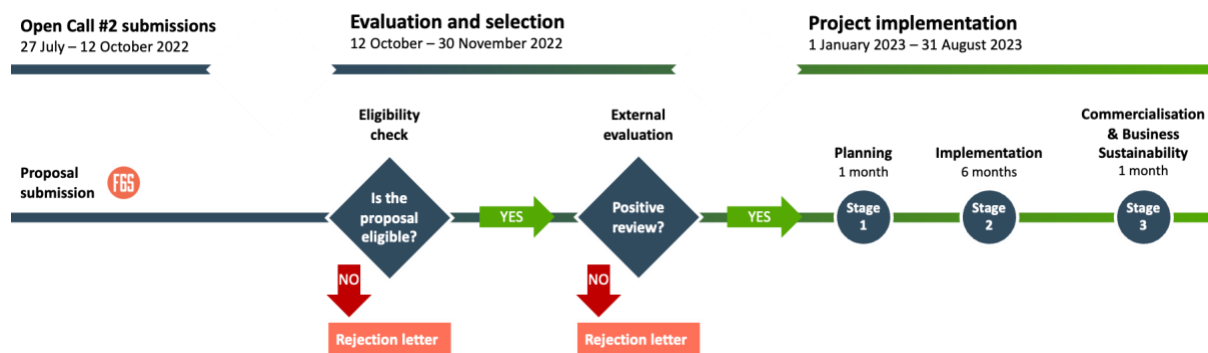 Open Call #2 submissions
27 July – 12 October 2022
Evaluation and selection
12 October – 30 November 2022
Project implementation
1 January 2023 – 31 August 2023
Proposal
submission
F6S
Eligibility
check
Is the
proposal
eligible?
YES
NO
Rejection letter
External
evaluation
Positive
review?
YES
NO
Rejection letter
Planning
1 month
Stage
1
Implementation
6 months
Stage
2
Commercialisation
& Business
Sustainability
1 month
Stage
3